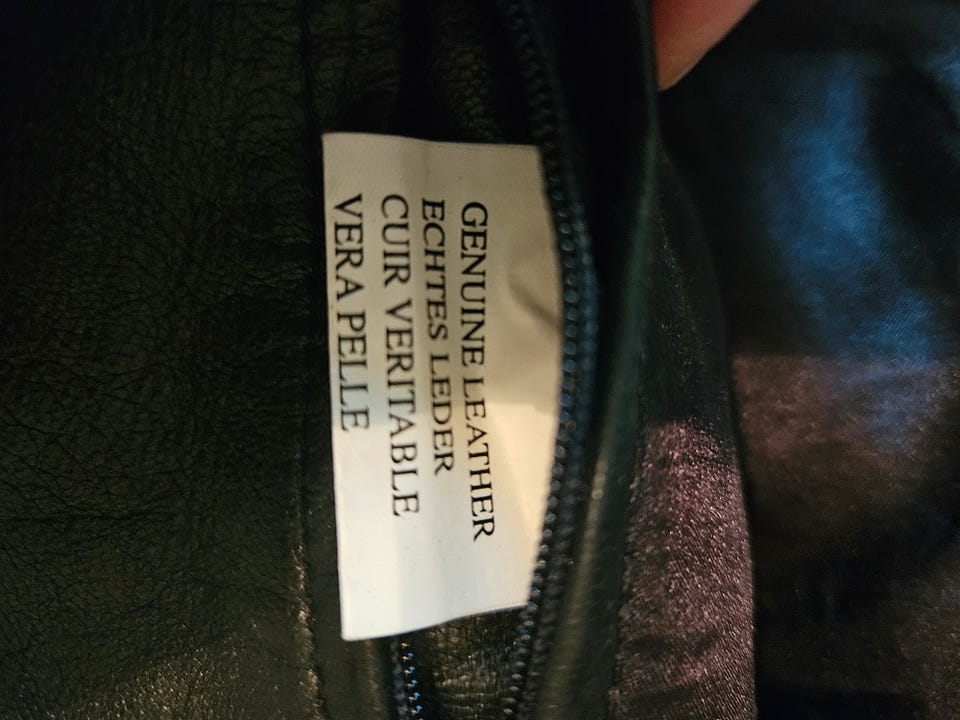 GENUINE LEATHER
ECHTES LEDER
CUIR VERITABLE
VERA PELLE